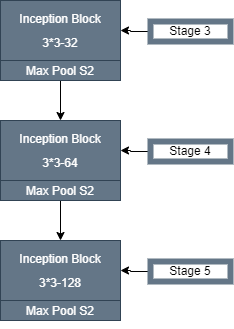 Inception Block
3*3-32
Max Pool S2
Stage 3
Inception Block
3*3-64
Max Pool S2
Stage 4
Inception Block
3*3-128
Max Pool S2
Stage 5